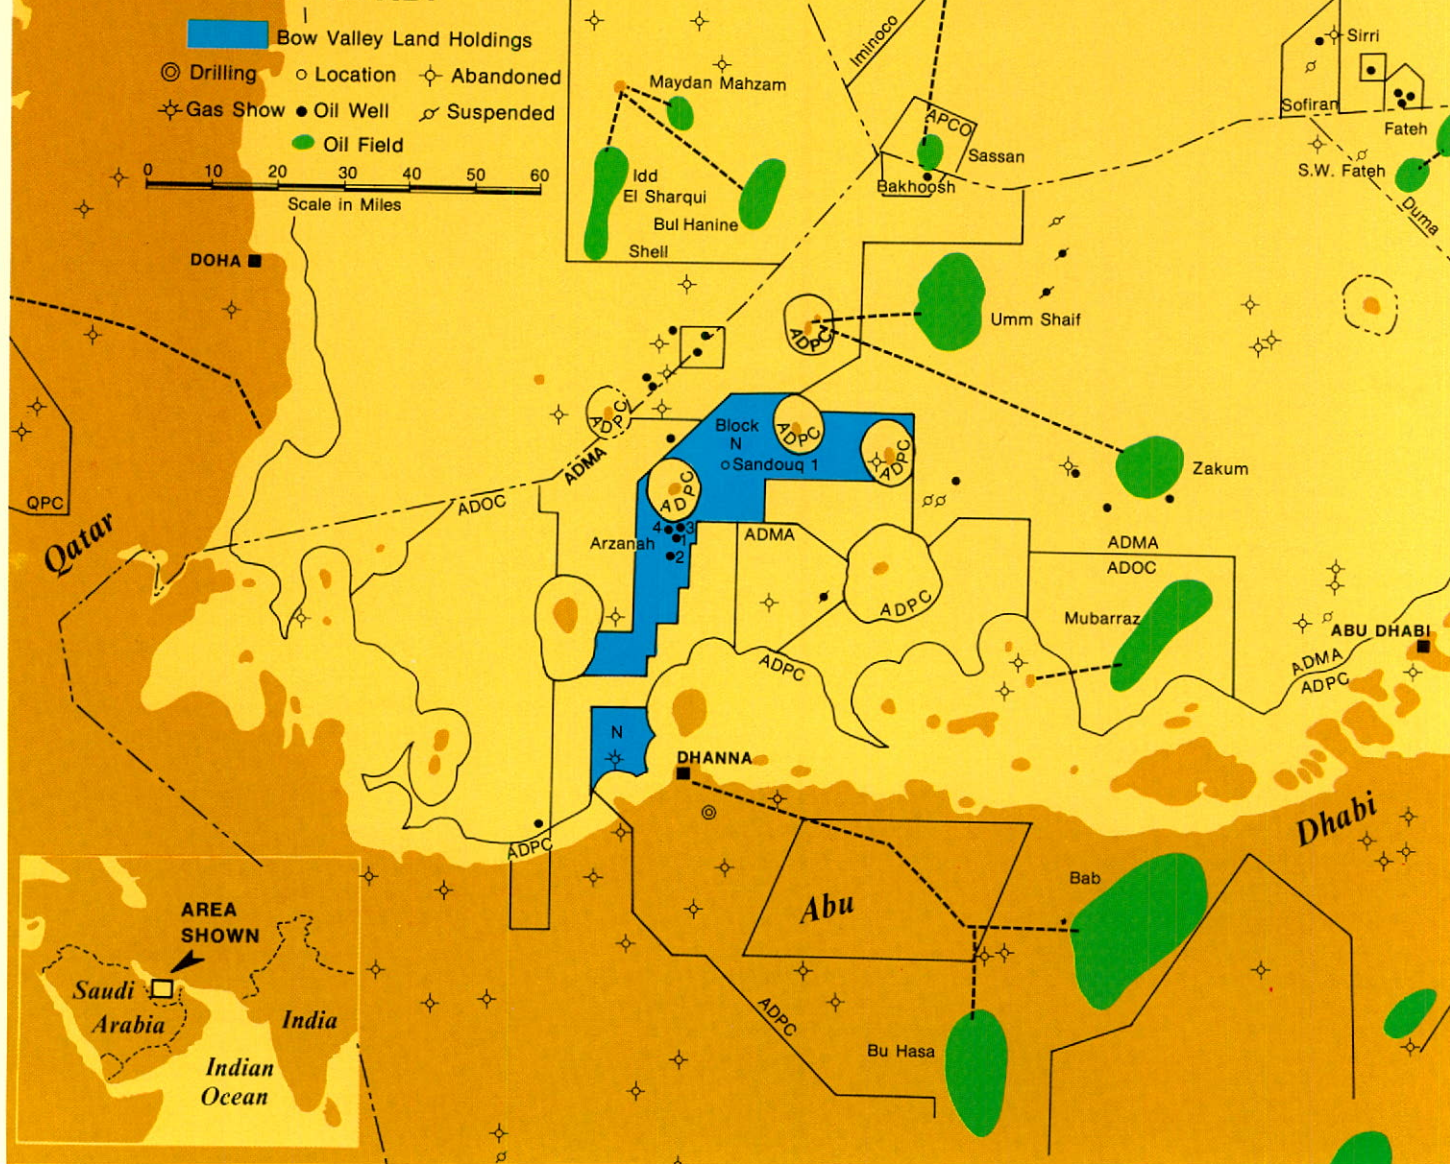 Bow Valley Land Holdings
Drilling
Location
Abandoned
Gas Show
Oil Well
Suspended
Oil Field
0 10 20 30 40 50 60
Scale in Miles
Maydan Mahzam
Idd
El Sharqui
Bul Hanine
Shell
Iminoco
APCO
Sassan
Bakhoosh
Sirri
Sofiran
Fateh
S.W. Fateh
Duma
DOHA
Umm Shaif
ADPC
ADPC
ADMA
ADOC
Block
N
Sandouq 1
ADPC
ADPC
ADPC
Zakum
QPC
Qatar
Arzanah
4 3
1
2
ADMA
ADPC
ADMA
ADOC
Mubarraz
ABU DHABI
ADMA
ADPC
ADPC
N
DHANNA
ADPC
Dhabi
Abu
Bab
Bu Hasa
ADPC
AREA
SHOWN
Saudi
Arabia
India
Indian
Ocean